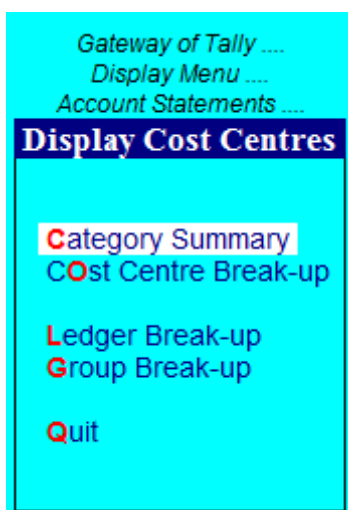 Gateway of Tally ....
Display Menu ....
Account Statements ....
Display Cost Centres
Category Summary
COst Centre Break-up
Ledger Break-up
Group Break-up
Quit